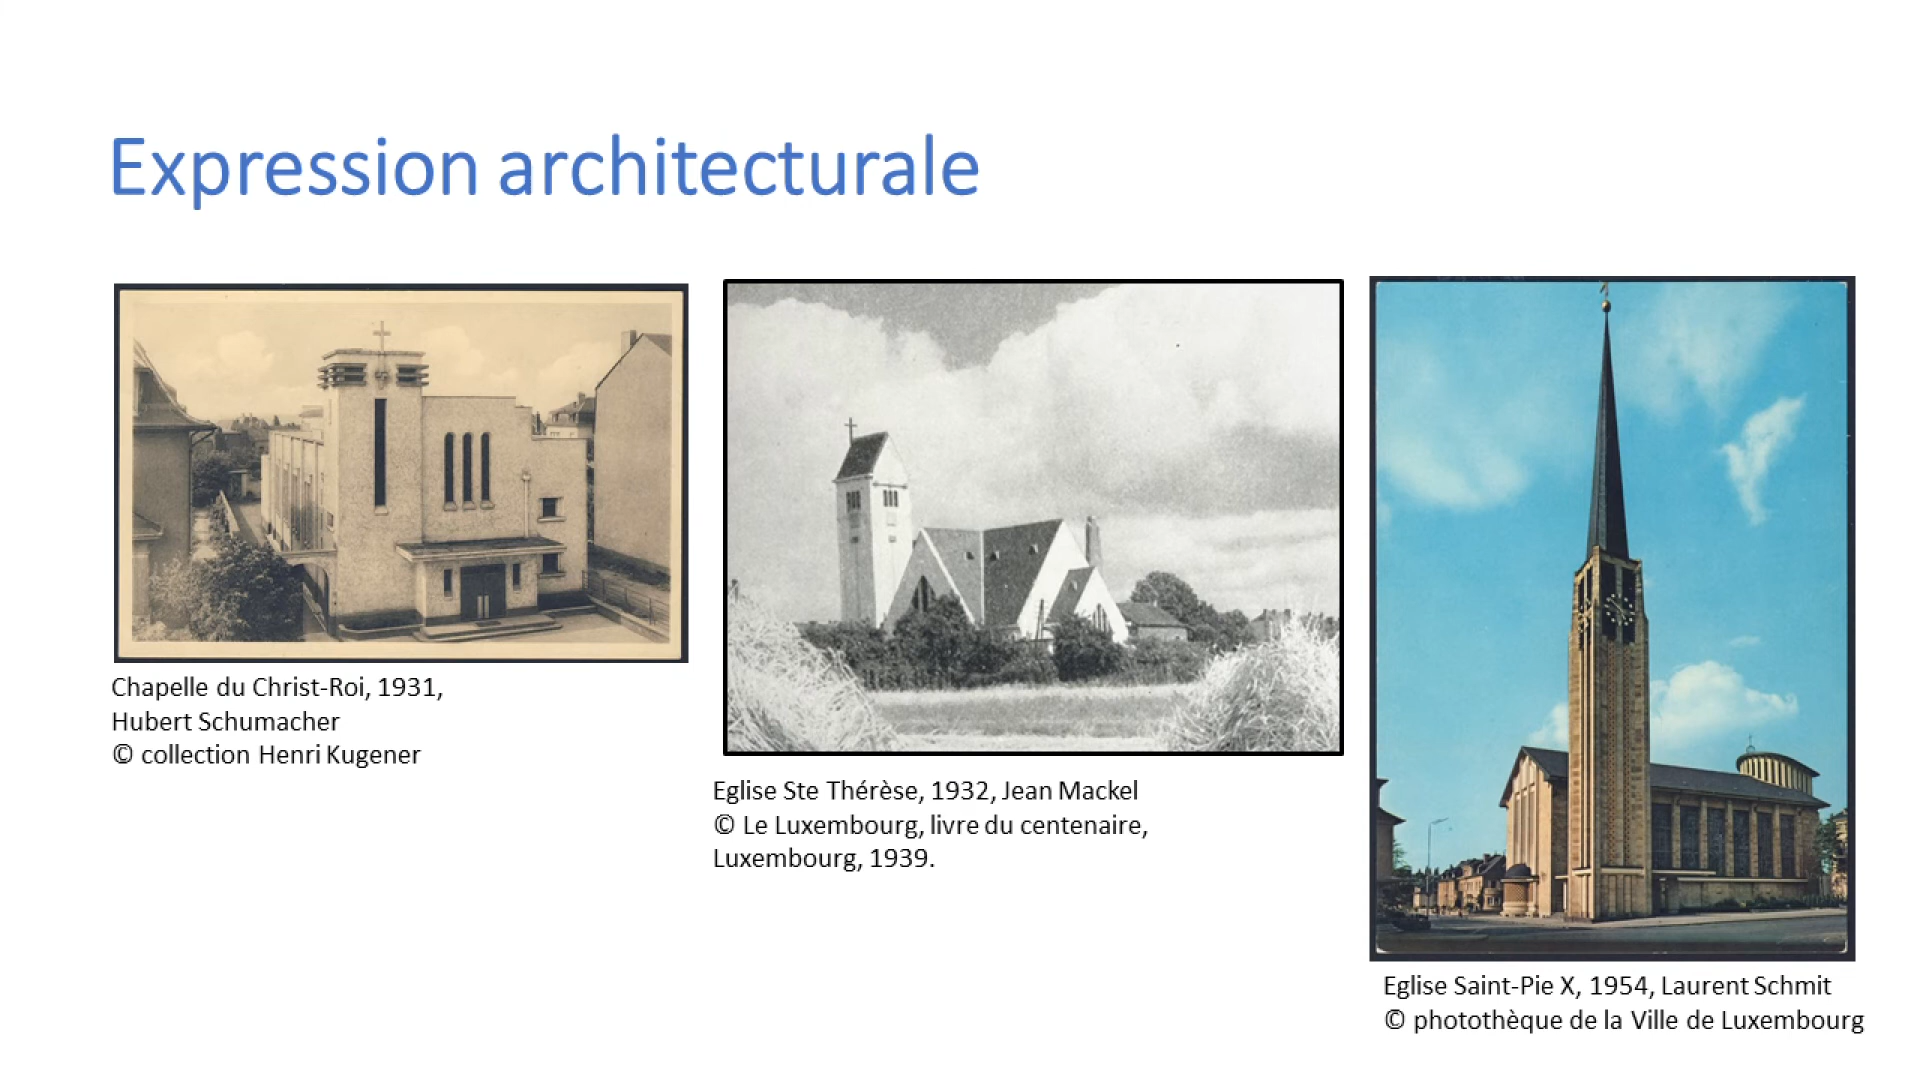 Expression architecturale
Chapelle du Christ-Roi, 1931,
Hubert Schumacher
© collection Henri Kugener
Eglise Ste Thérèse, 1932, Jean Mackel
© Le Luxembourg, livre du centenaire,
Luxembourg, 1939.
Eglise Saint-Pie X, 1954, Laurent Schmit
© photothèque de la Ville de Luxembourg